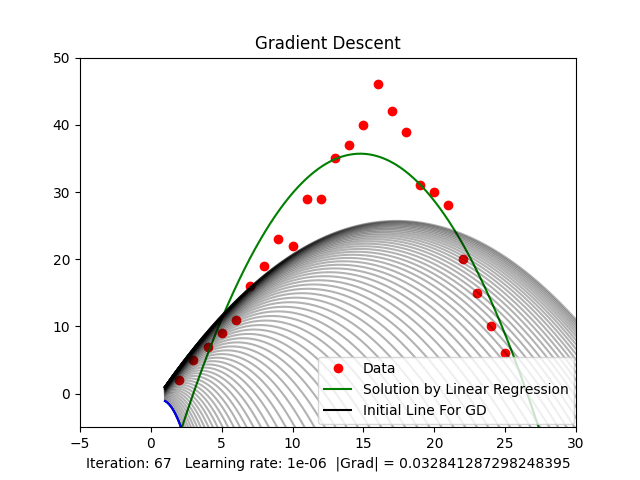 Gradient Descent
50
40
30
20
10
0
−5 0 5 10 15 20 25 30
Data
Solution by Linear Regression
Initial Line For GD
Iteration: 67 Learning rate: 1e-06 |Grad| = 0.032841287298248395